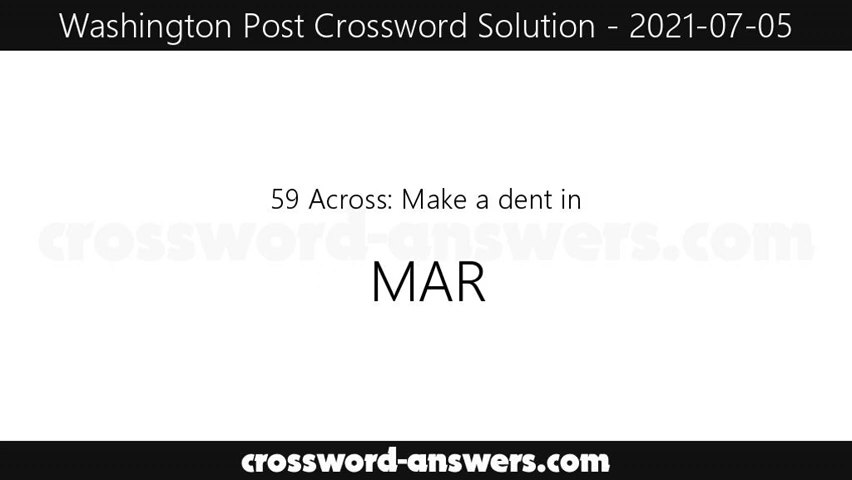 Washington Post Crossword Solution - 2021-07-05
59 Across: Make a dent in
crossword-answers.com
MAR
crossword-answers.com